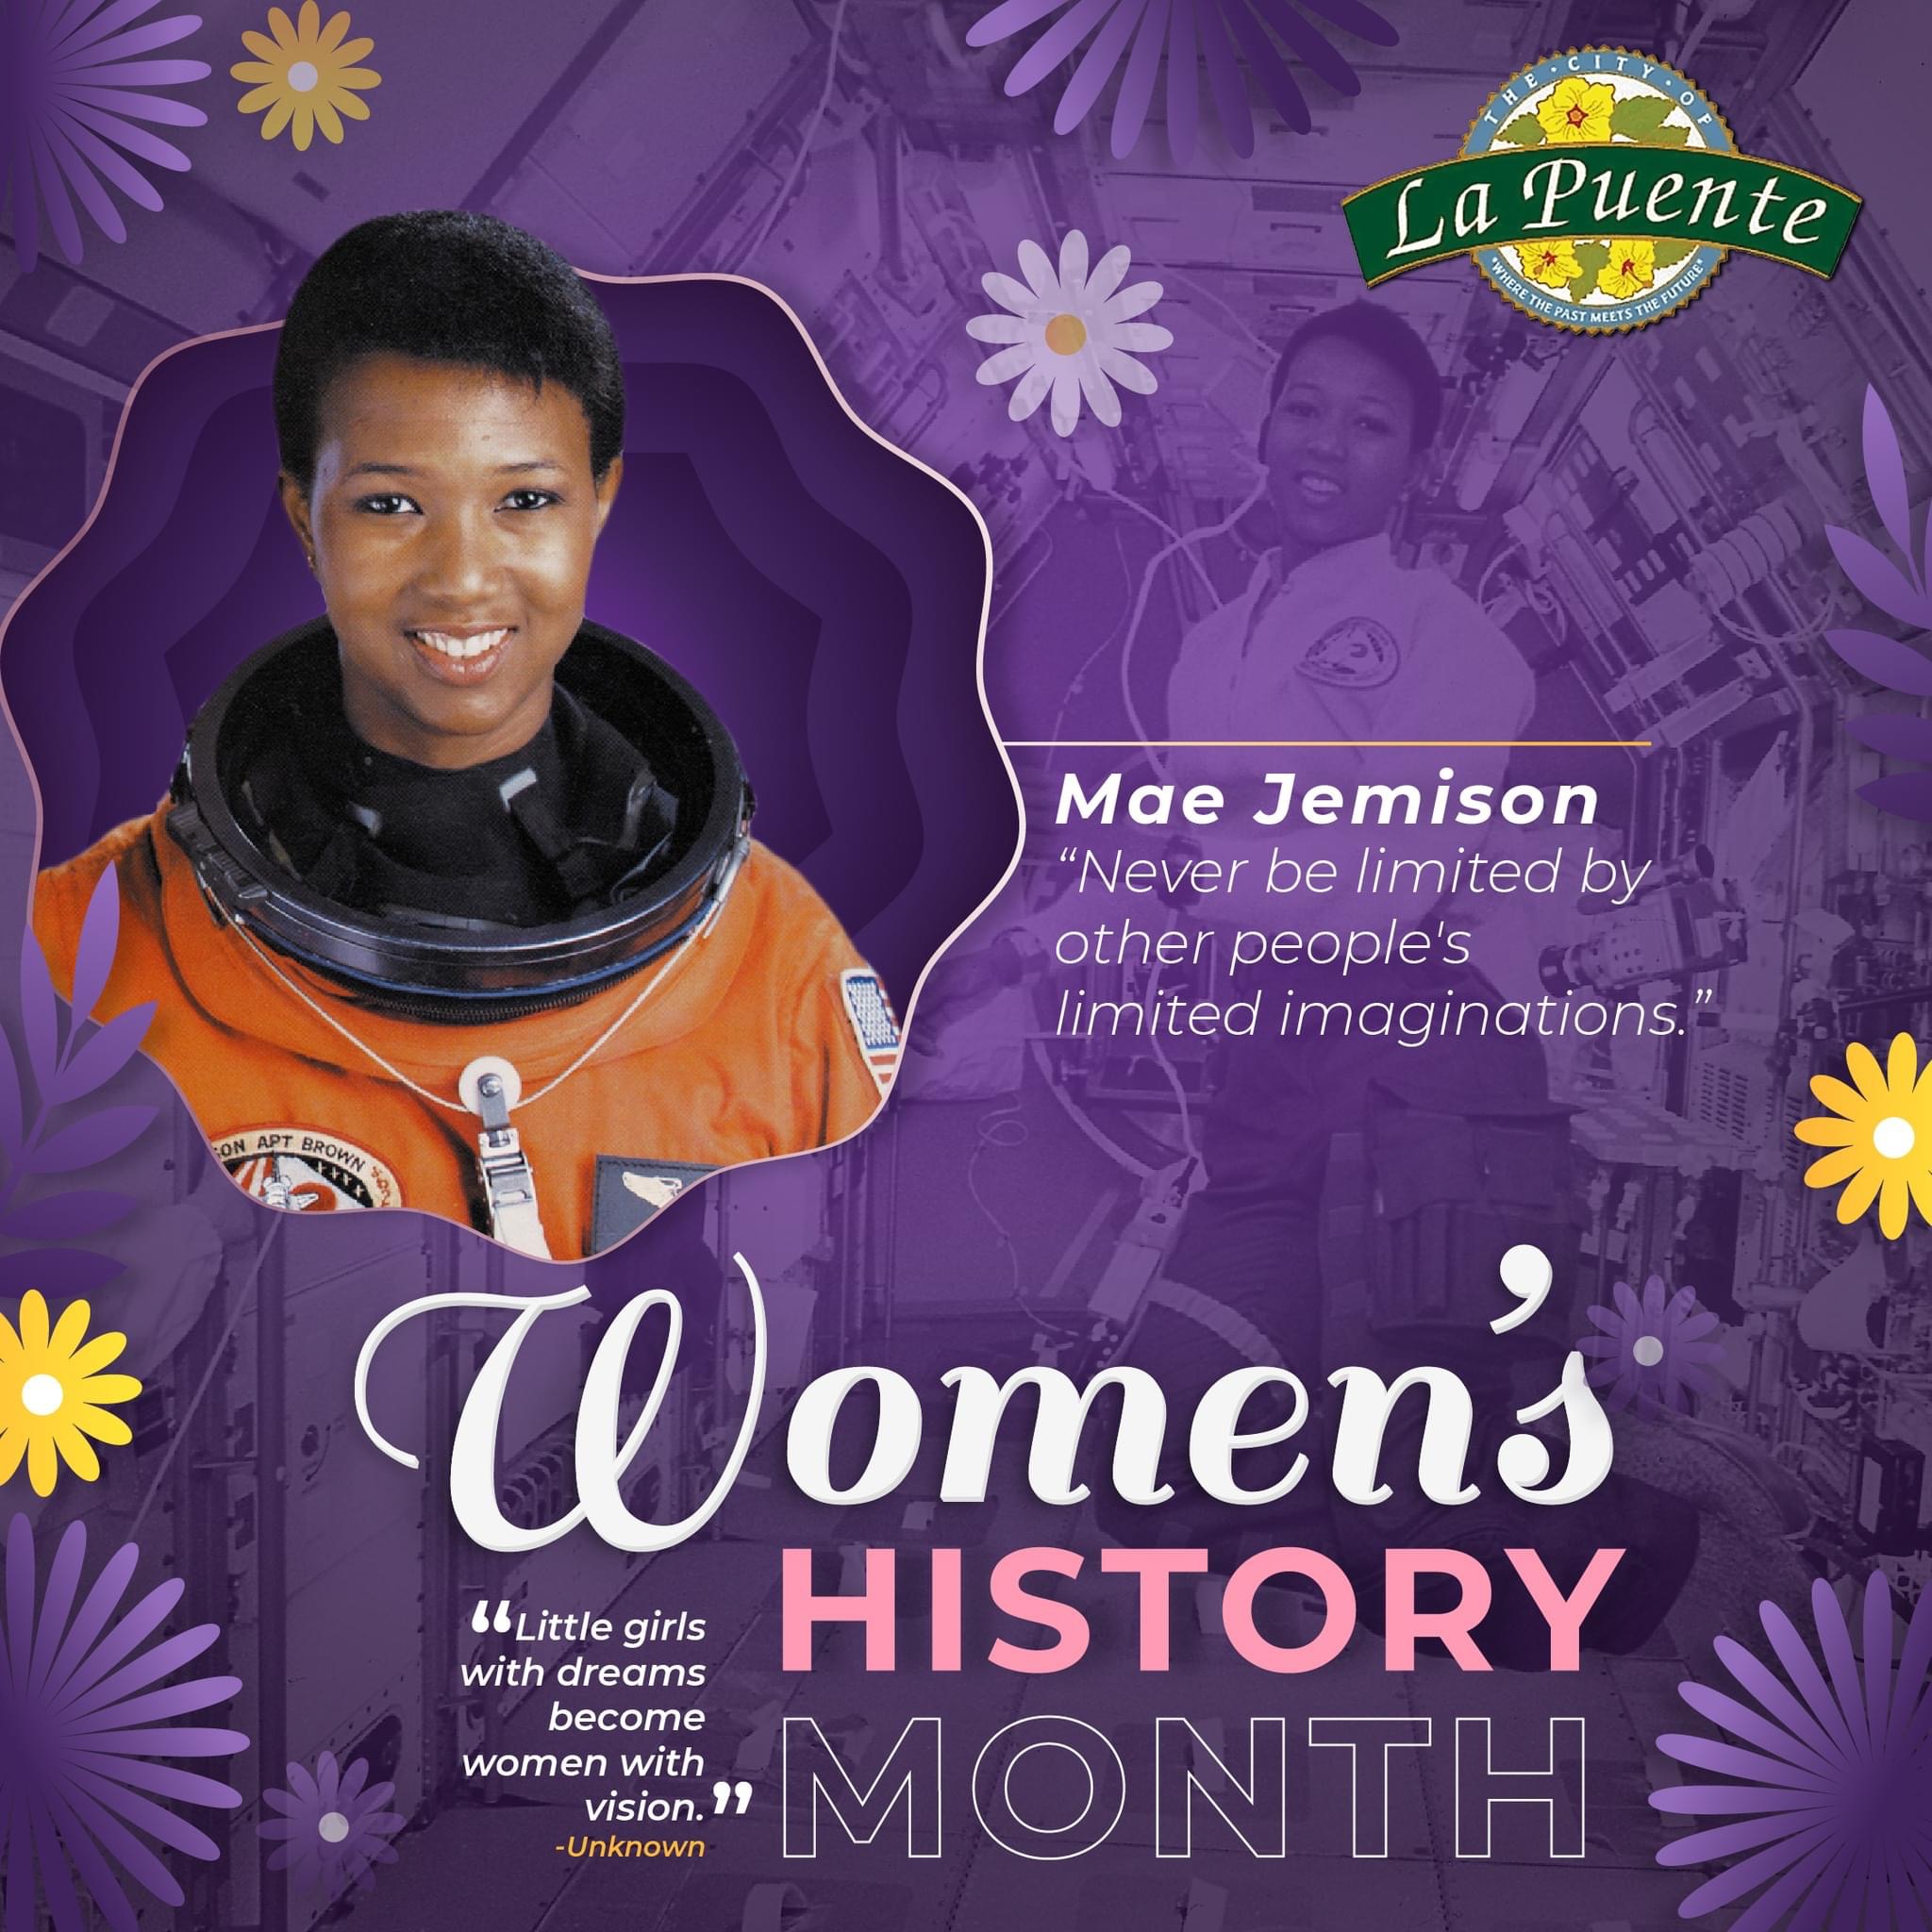 THE · CITY · OF
La Puente
"WHERE THE PAST MEETS THE FUTURE"
Mae Jemison
“Never be limited by
other people's
limited imaginations.”
APT BROWN
Women's
HISTORY
MONTH
“Little girls
with dreams
become
women with
vision.”
-Unknown